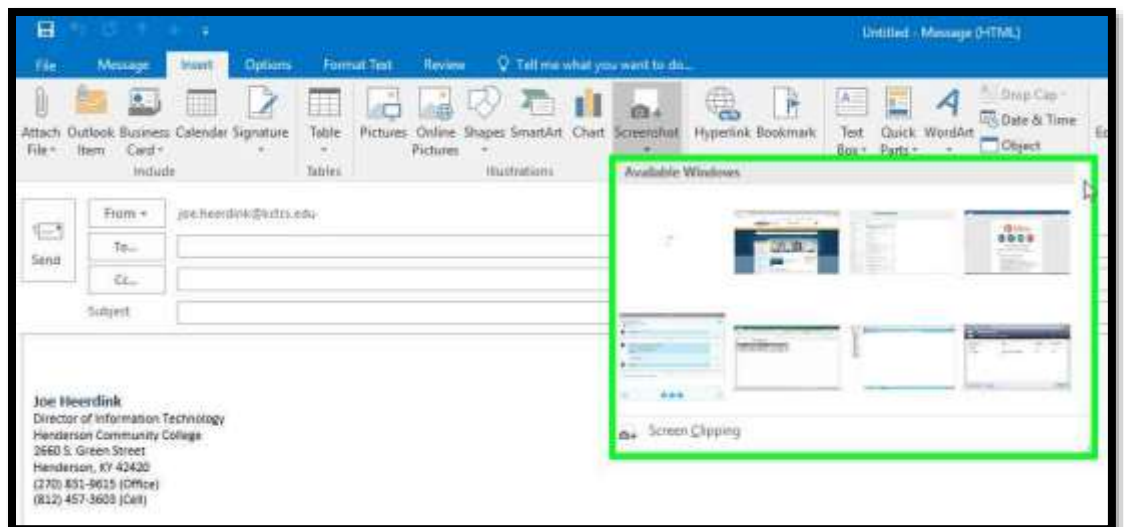 Untitled - Message (HTML)
File Message Insert Options Format Text Review Tell me what you want to do...
Attach File Outlook Item Business Card Calendar Signature Table Pictures Online Pictures Shapes SmartArt Chart Screenshot Hyperlink Bookmark Text Box Quick Parts WordArt Drop Cap
Date & Time
Object
Include Tables Illustrations
Available Windows
From
To...
Cc...
Send
Subject
Screen Clipping
Joe Heerdink
Director of Information Technology
Henderson Community College
2660 S. Green Street
Henderson, KY 42420
(270) 831-9615 (Office)
(812) 457-3603 (Cell)